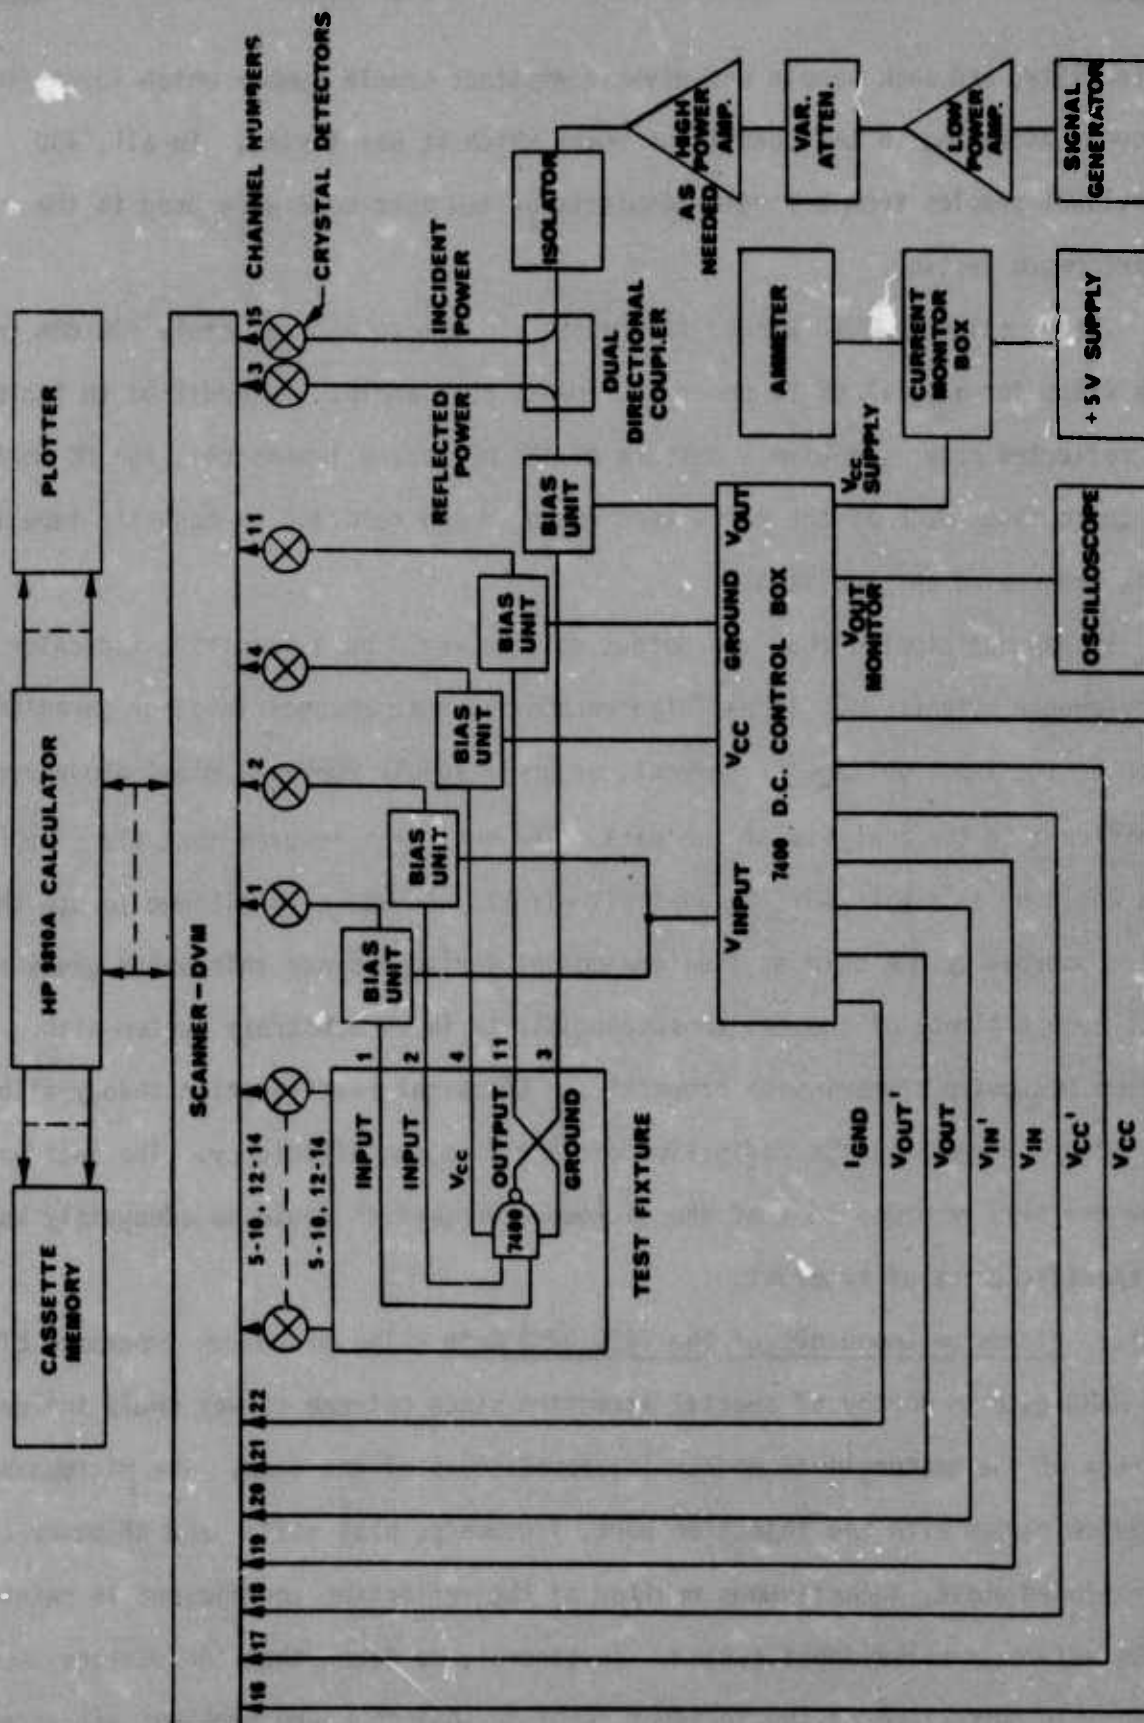 CASSETTE
MEMORY
HP 9810A CALCULATOR
PLOTTER
SCANNER-DVM
16
17
18
19
20
21
22
5-10, 12-14
5-10, 12-14
1
2
4
11
3
15
CHANNEL NUMBERS
CRYSTAL DETECTORS
REFLECTED
POWER
INCIDENT
POWER
INPUT 1
INPUT 2
Vcc 4
OUTPUT 11
GROUND 3
7400
TEST FIXTURE
BIAS
UNIT
BIAS
UNIT
BIAS
UNIT
BIAS
UNIT
BIAS
UNIT
DUAL
DIRECTIONAL
COUPLER
ISOLATOR
HIGH
POWER
AMP.
AS
NEEDED
VAR.
ATTEN.
LOW
POWER
AMP.
SIGNAL
GENERATOR
VINPUT
VCC
GROUND
VOUT
7400 D.C. CONTROL BOX
VOUT
MONITOR
Vcc
SUPPLY
AMMETER
CURRENT
MONITOR
BOX
+5V SUPPLY
OSCILLOSCOPE
IGND
VOUT'
VOUT
VIN'
VIN
VCC'
VCC